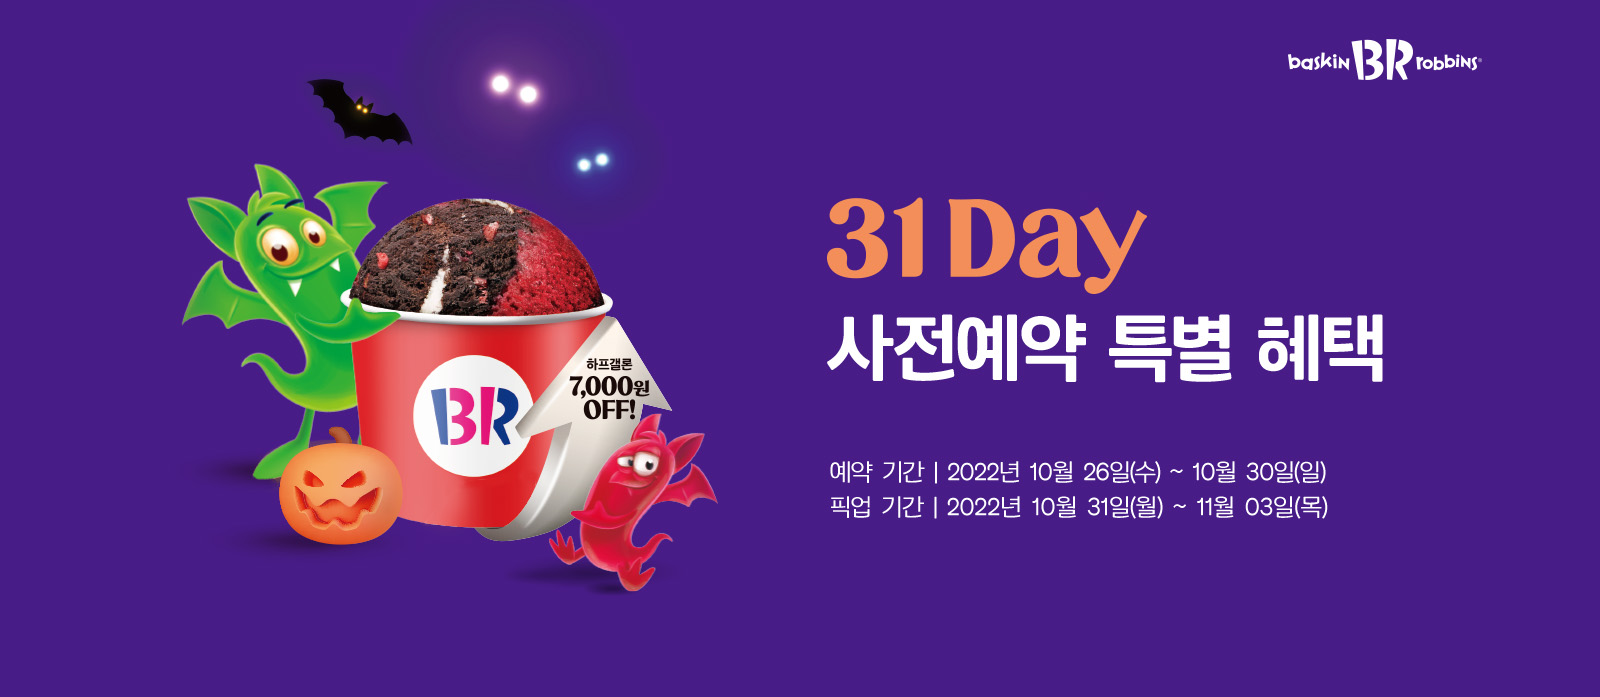 baskin BR robbins
31 Day
사전예약 특별 혜택
하프갤론
7,000원
OFF!
BR
예약 기간 | 2022년 10월 26일(수) ~ 10월 30일(일)
픽업 기간 | 2022년 10월 31일(월) ~ 11월 03일(목)